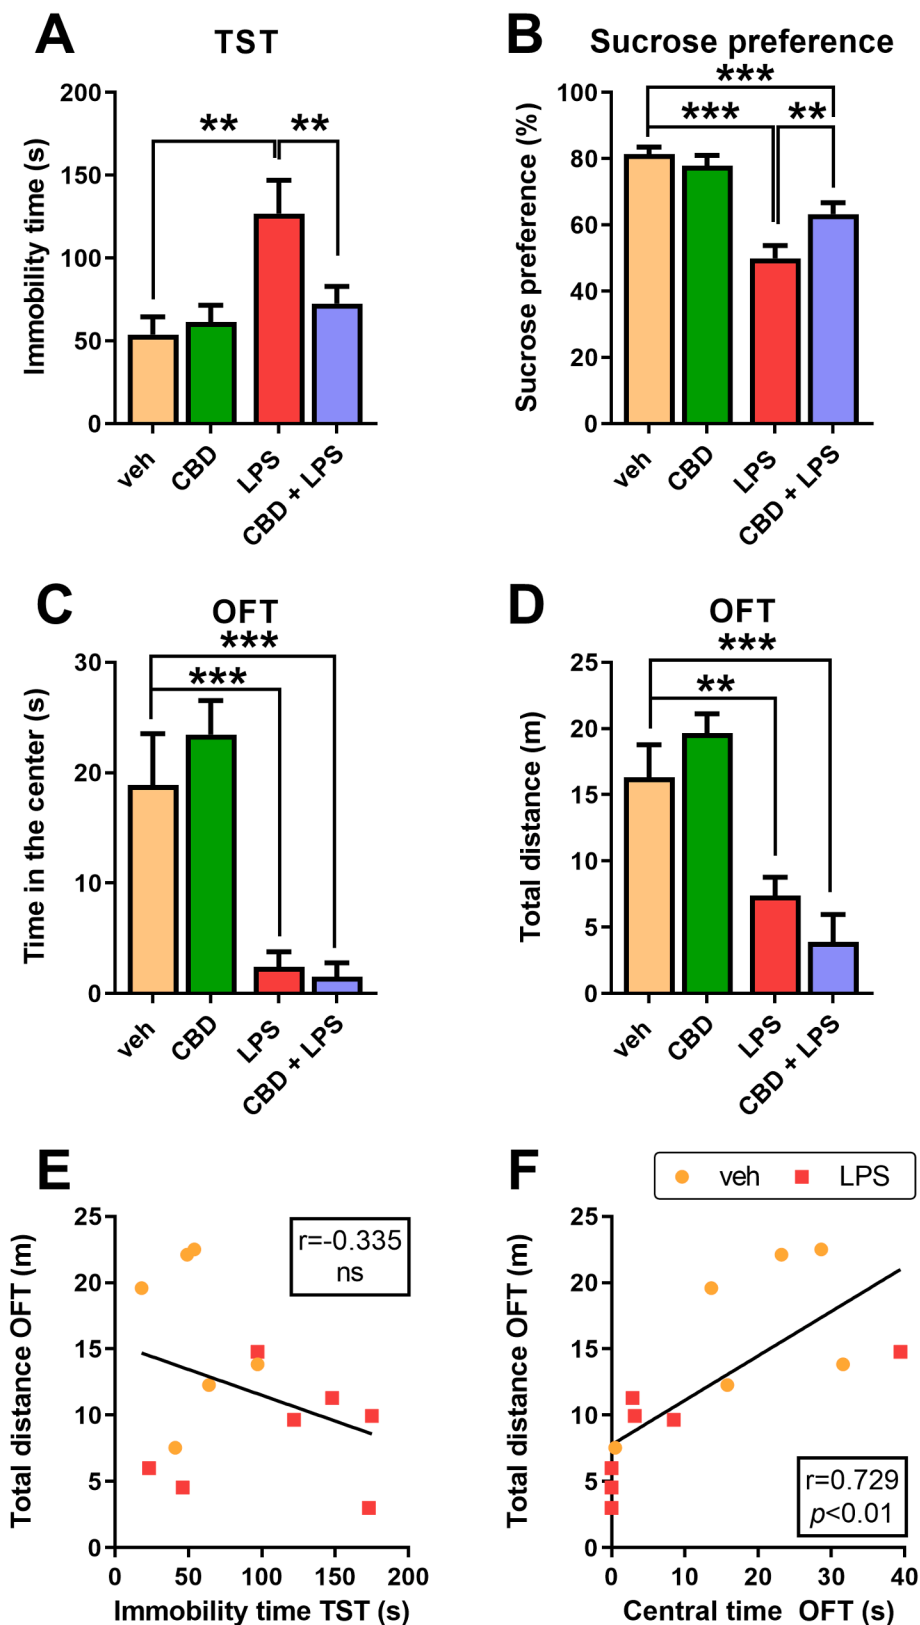 A
TST
Immobility time (s)
200
150
100
50
0
**
**
veh
CBD
LPS
CBD + LPS
B
Sucrose preference
Sucrose preference (%)
100
80
60
40
20
0
***
***
**
veh
CBD
LPS
CBD + LPS
C
OFT
Time in the center (s)
30
20
10
0
***
***
veh
CBD
LPS
CBD + LPS
D
OFT
Total distance (m)
25
20
15
10
5
0
***
**
veh
CBD
LPS
CBD + LPS
E
Total distance OFT (m)
25
20
15
10
5
0
r=-0.335
ns
0 50 100 150 200
Immobility time TST (s)
F
veh LPS
Total distance OFT (m)
25
20
15
10
5
0
r=0.729
p<0.01
0 10 20 30 40
Central time OFT (s)